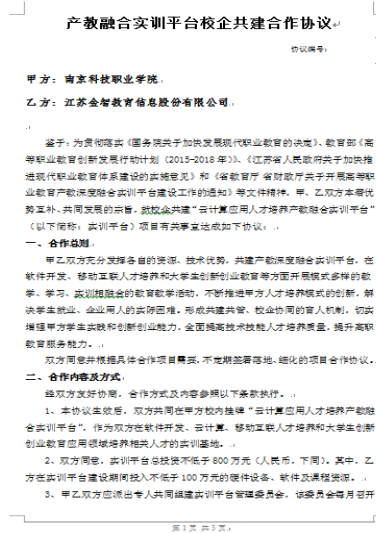 产教融合实训平台校企共建合作协议
协议编号：
甲方：南京科技职业学院
乙方：江苏金智教育信息股份有限公司
鉴于：为贯彻落实《国务院关于加快发展现代职业教育的决定》、教育部《高
等职业教育创新发展行动计划（2015-2018年）》、《江苏省人民政府关于加快推
进现代职业教育体系建设的实施意见》和《省教育厅 省财政厅关于开展高等职
业教育产教深度融合实训平台建设工作的通知》等文件精神，甲、乙双方本着优
势互补、共同发展的宗旨，就校企共建“云计算应用人才培养产教融合实训平台”
（以下简称：实训平台）项目有关事宜达成如下协议：
一、合作总则
甲乙双方充分发挥各自的资源、技术优势，共建产教深度融合实训平台，在
软件开发、移动互联人才培养和大学生创新创业教育等方面开展模式多样的教
学、学习、实训相融合的教育教学活动，不断推进甲方人才培养模式的创新，解
决学生就业、企业用人的实际困难，形成共建共管、校企协同的育人机制，切实
增强甲方学生实践和创新创业能力，全面提高技术技能人才培养质量，提升高职
教育服务能力。
双方同意并根据具体合作项目需要，不定期签署落地、细化的项目合作协议。
二、合作内容及方式
经双方友好协商，合作方式及内容参照以下条款执行。
1、本协议生效后，双方共同在甲方校内挂牌“云计算应用人才培养产教融
合实训平台”。作为双方在软件开发、云计算、移动互联人才培养和大学生创新
创业教育应用领域培养相关人才的实训基地。
2、双方同意，实训平台总投资不低于800万元（人民币，下同）。其中，乙
方在实训平台建设期间投入不低于100万元的硬件设备、软件及课程资源。
3、甲乙双方应派出专人共同组建实训平台管理委员会，该委员会每月召开
第 1 页 共 3 页